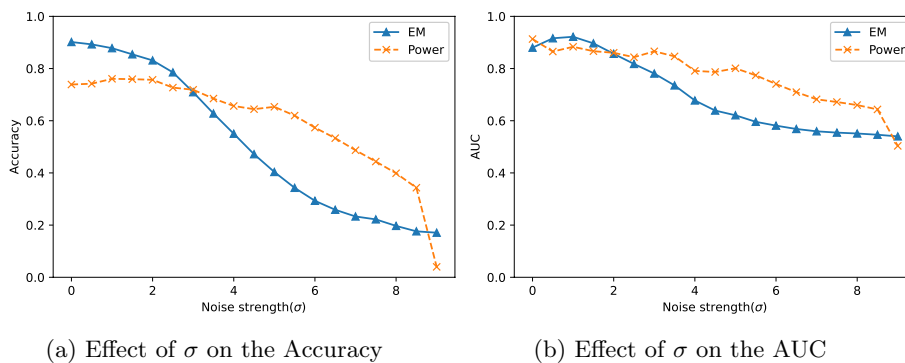 1.0
0.8
0.6
0.4
0.2
0.0
Accuracy
0 2 4 6 8
Noise strength(σ)
EM
Power
(a) Effect of σ on the Accuracy
1.0
0.8
0.6
0.4
0.2
0.0
AUC
0 2 4 6 8
Noise strength(σ)
EM
Power
(b) Effect of σ on the AUC